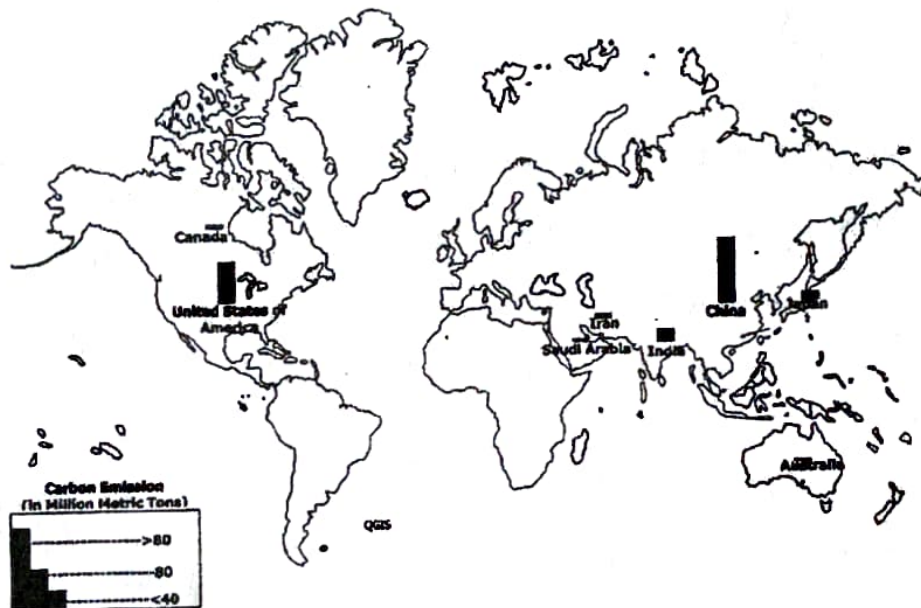 Canada
United States of
America
China
Japan
Iran
Saudi Arabia
India
Australia
Carbon Emission
(in Million Metric Tons)
>80
80
<40
QGIS